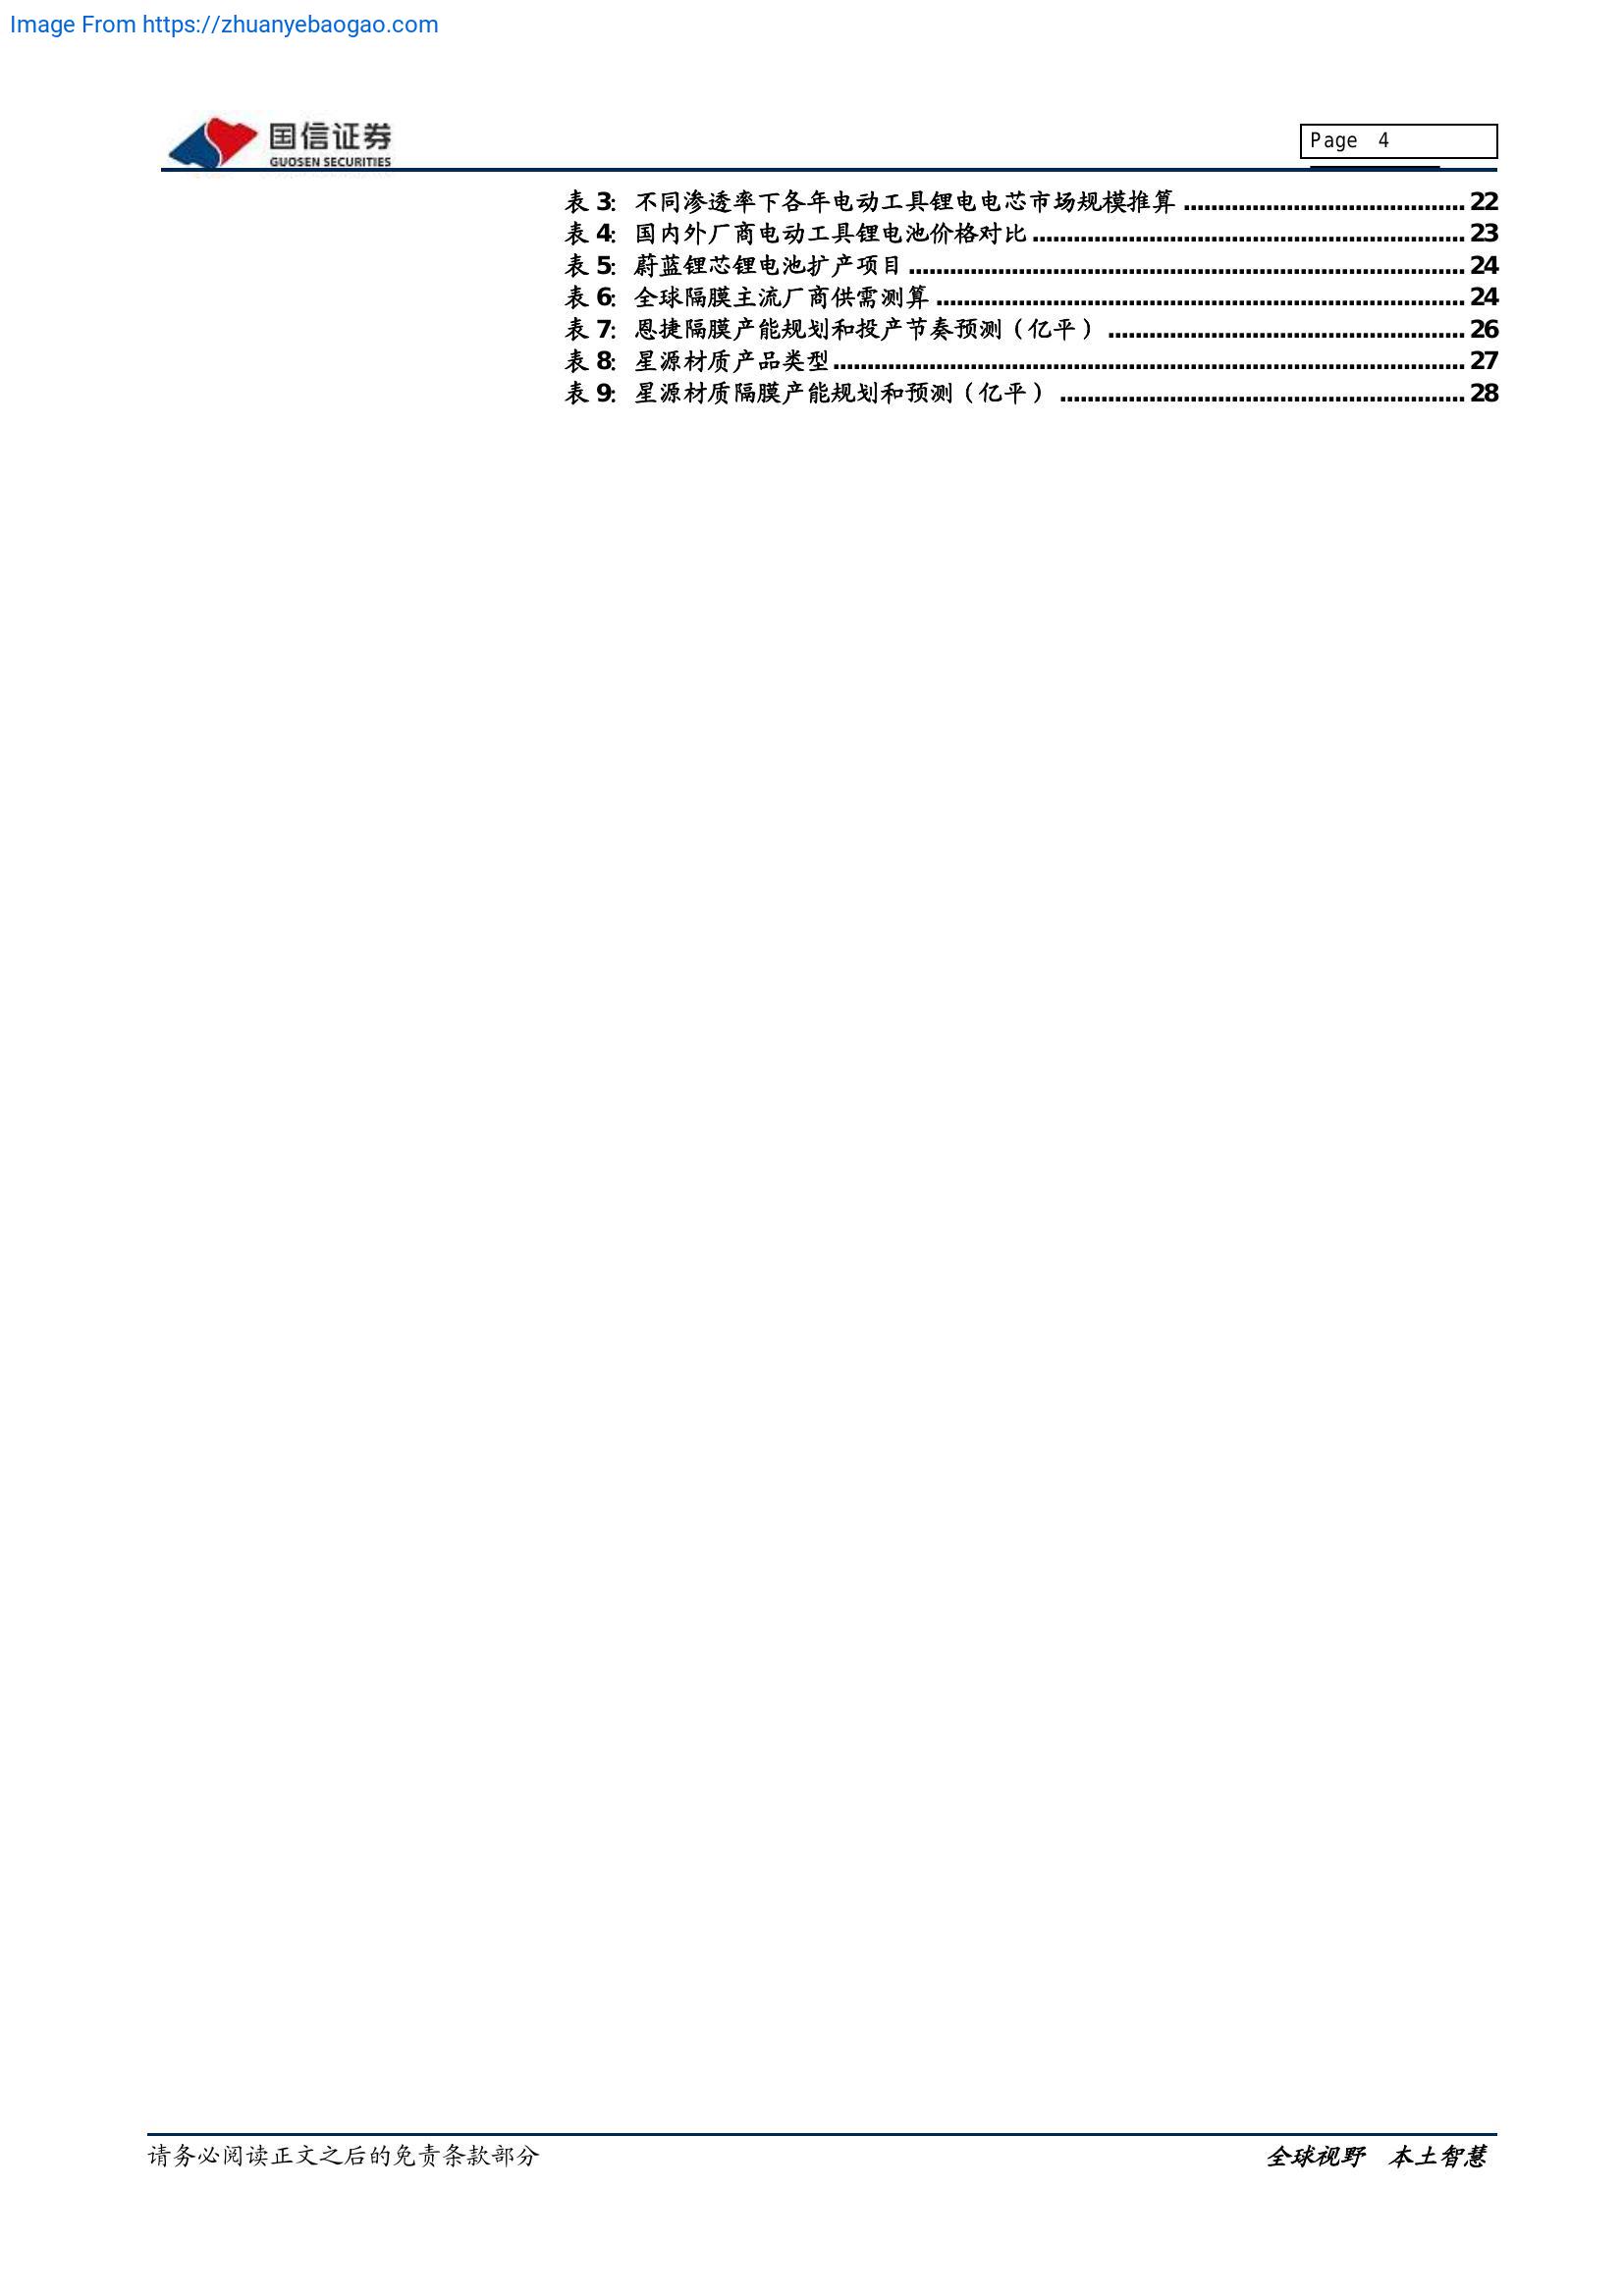 Image From https://zhuanyebaogao.com
国信证券
GUOSEN SECURITIES
Page 4
表 3: 不同渗透率下各年电动工具锂电电芯市场规模推算 ......................................... 22
表 4: 国内外厂商电动工具锂电池价格对比 ............................................................... 23
表 5: 蔚蓝锂芯锂电池扩产项目 ................................................................................. 24
表 6: 全球隔膜主流厂商供需测算 ............................................................................. 24
表 7: 恩捷隔膜产能规划和投产节奏预测（亿平） .................................................... 26
表 8: 星源材质产品类型 ............................................................................................ 27
表 9: 星源材质隔膜产能规划和预测（亿平） ........................................................... 28
请务必阅读正文之后的免责条款部分
全球视野 本土智慧